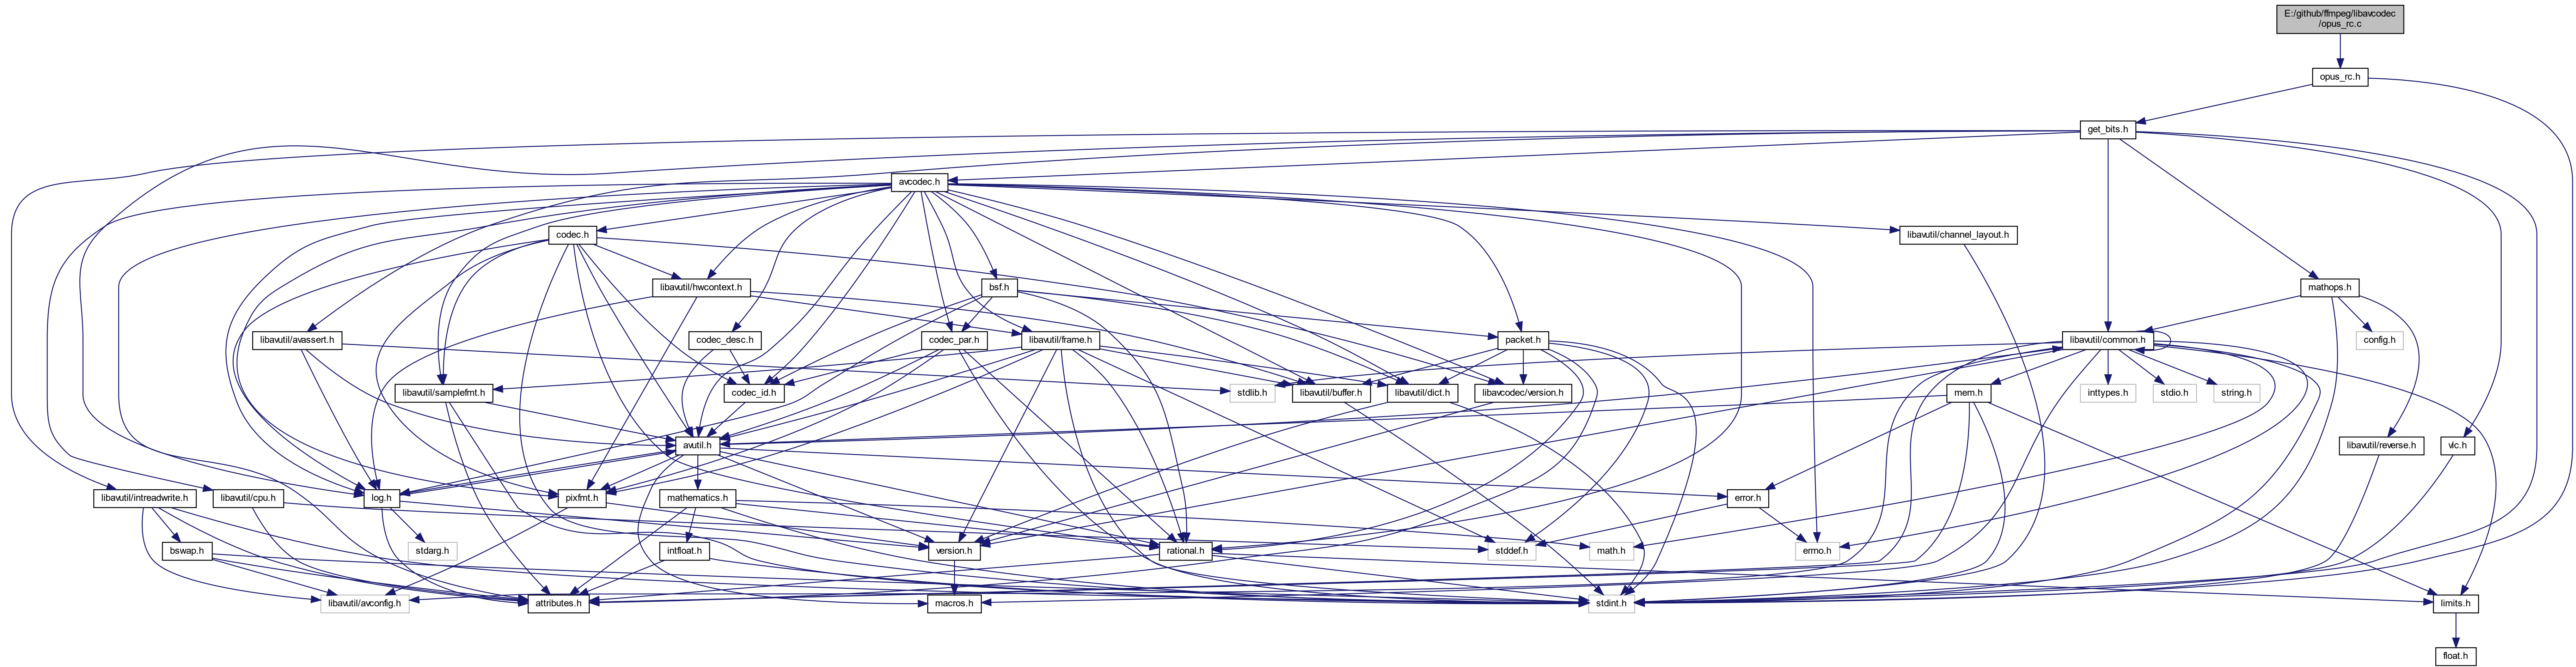 E:/github/ffmpeg/libavcodec
/opus_rc.c
opus_rc.h
get_bits.h
avcodec.h
codec.h
libavutil/channel_layout.h
libavutil/hwcontext.h
bsf.h
mathops.h
libavutil/avassert.h
codec_desc.h
codec_par.h
libavutil/frame.h
packet.h
libavutil/common.h
config.h
libavutil/samplefmt.h
codec_id.h
stdlib.h
libavutil/buffer.h
libavutil/dict.h
libavcodec/version.h
mem.h
inttypes.h
stdio.h
string.h
avutil.h
libavutil/reverse.h
vlc.h
libavutil/intreadwrite.h
libavutil/cpu.h
log.h
pixfmt.h
mathematics.h
error.h
bswap.h
stdarg.h
intfloat.h
version.h
rational.h
stddef.h
math.h
errno.h
libavutil/avconfig.h
attributes.h
macros.h
stdint.h
limits.h
float.h